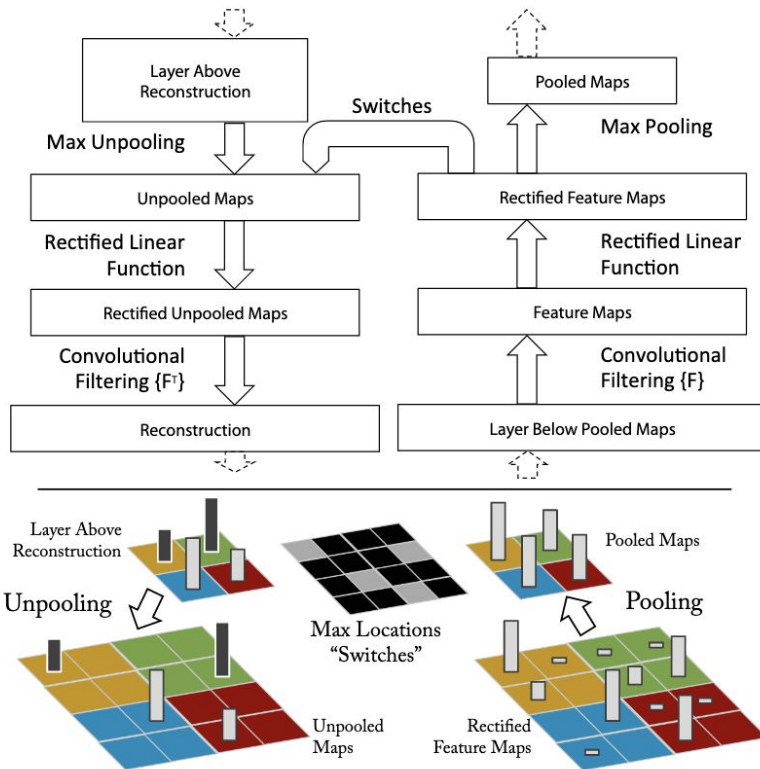 Layer Above
Reconstruction
Pooled Maps
Switches
Max Unpooling
Max Pooling
Unpooled Maps
Rectified Feature Maps
Rectified Linear
Function
Rectified Linear
Function
Rectified Unpooled Maps
Feature Maps
Convolutional
Filtering {Fᵀ}
Convolutional
Filtering {F}
Reconstruction
Layer Below Pooled Maps
Layer Above
Reconstruction
Pooled Maps
Unpooling
Pooling
Max Locations
“Switches”
Unpooled
Maps
Rectified
Feature Maps